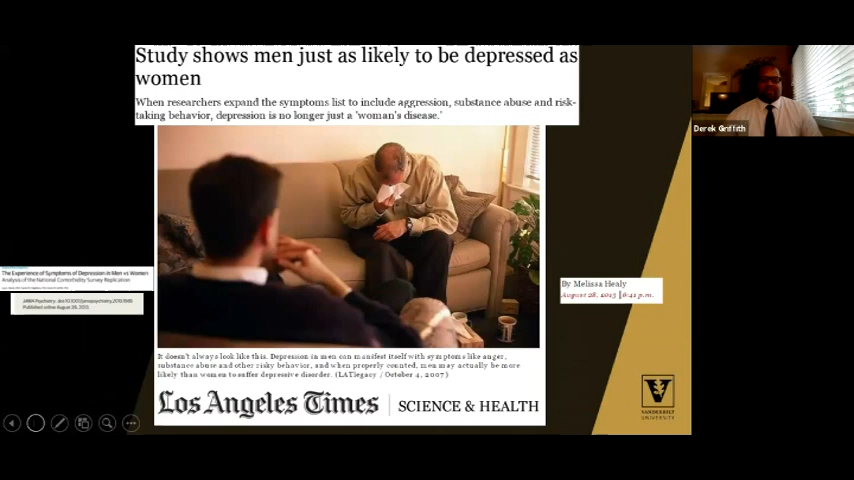 Study shows men just as likely to be depressed as
women
When researchers expand the symptoms list to include aggression, substance abuse and risk-
taking behavior, depression is no longer just a 'woman's disease.'
Derek Griffith
The Experience of Symptoms of Depression in Men vs Women
Analysis of the National Comorbidity Survey Replication
JAMA Psychiatry.
Published online August 28, 2013
By Melissa Healy
August 28, 2013 | 6:41 p.m.
It doesn't always look like this. Depression in men can manifest itself with symptoms like anger,
substance abuse and other risky behavior, and when properly counted, men may actually be more
likely than women to suffer depressive disorder. (LATlegacy / October 4, 2007)
Los Angeles Times | SCIENCE & HEALTH
VANDERBILT
UNIVERSITY